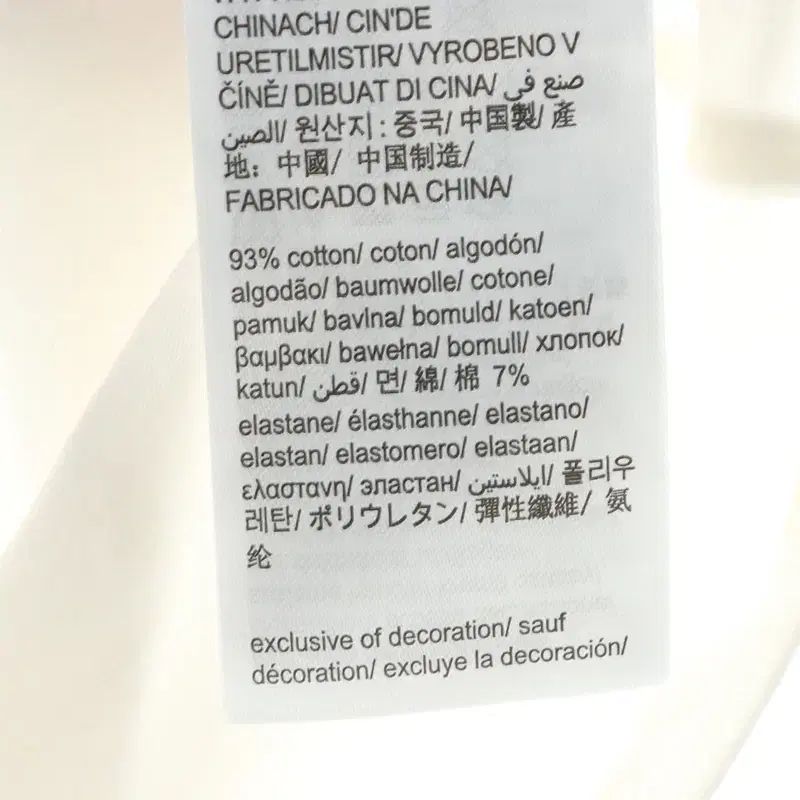 CHINACH/ CIN'DE
URETILMISTIR/ VYROBENO V
ČÍNĚ/ DIBUAT DI CINA/ صنع في
الصين/ 원산지 : 중국/ 中国製/ 產
地：中國/ 中国制造/
FABRICADO NA CHINA/
93% cotton/ coton/ algodón/
algodão/ baumwolle/ cotone/
pamuk/ bavlna/ bomuld/ katoen/
βαμβακι/ bawełna/ bomull/ хлопок/
katun/ قطن/ 면/ 綿/ 棉 7%
elastane/ élasthanne/ elastano/
elastan/ elastomero/ elastaan/
ελαστανη/ эластан/ ايلاستين/ 폴리우
레탄/ ポリウレタン/ 彈性纖維/ 氨
纶
exclusive of decoration/ sauf
décoration/ excluye la decoración/